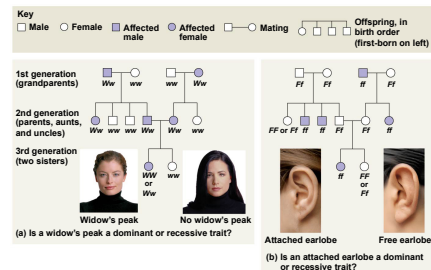 Key
Male Female Affected male Affected female Mating Offspring, in birth order (first-born on left)
1st generation (grandparents)
Ww ww ww Ww
2nd generation (parents, aunts, and uncles)
Ww ww ww Ww Ww ww
3rd generation (two sisters)
WW or Ww
ww
Widow's peak
No widow's peak
(a) Is a widow's peak a dominant or recessive trait?
Ff Ff ff Ff
FF or Ff ff ff Ff Ff ff
ff
FF or Ff
Attached earlobe
Free earlobe
(b) Is an attached earlobe a dominant or recessive trait?